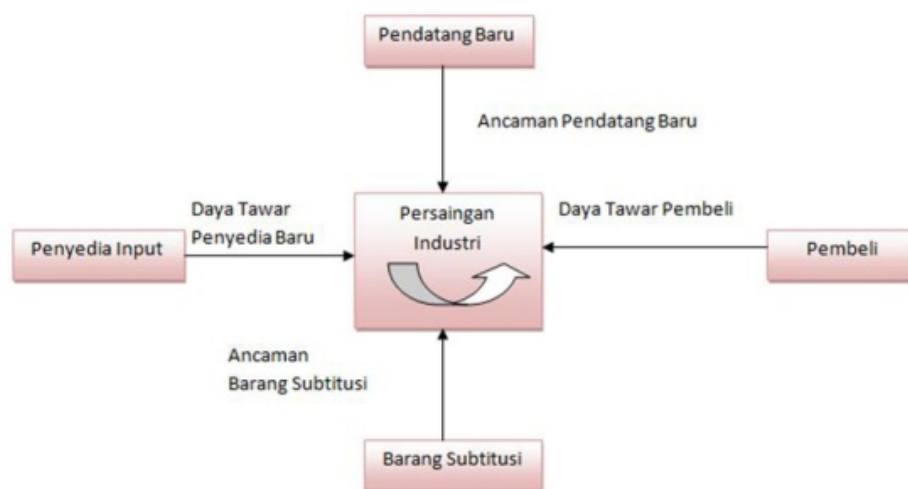 Pendatang Baru
Ancaman Pendatang Baru
Daya Tawar
Penyedia Baru
Penyedia Input
Persaingan
Industri
Daya Tawar Pembeli
Pembeli
Ancaman
Barang Subtitusi
Barang Subtitusi